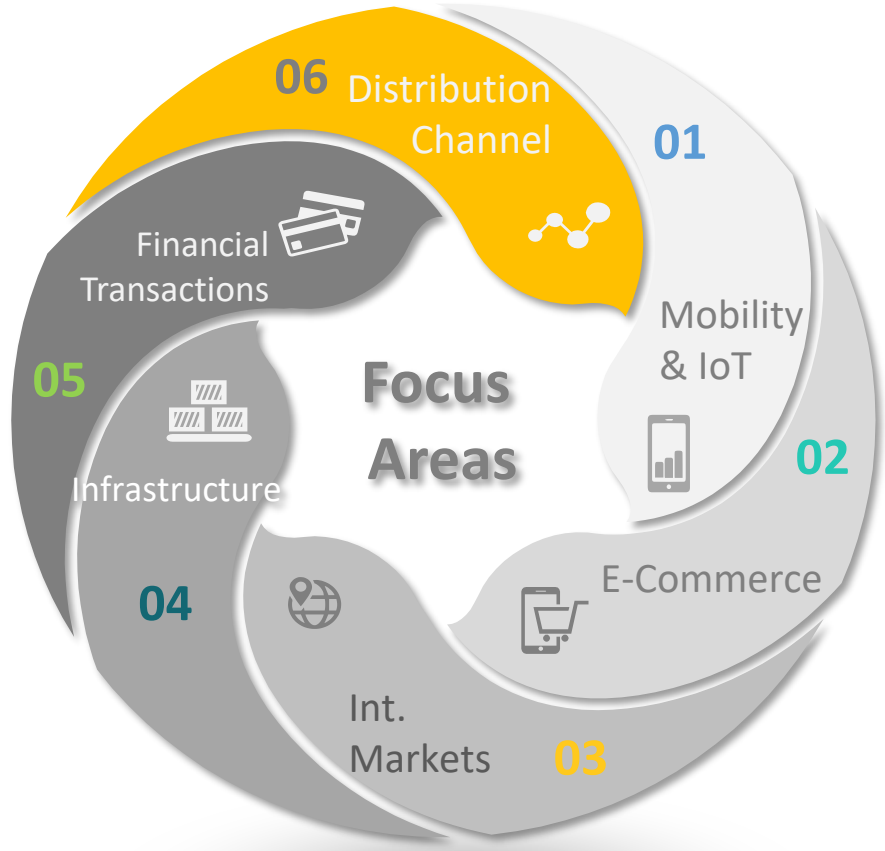 Focus
Areas
01
Mobility
& IoT
02
E-Commerce
03
Int.
Markets
04
Infrastructure
05
Financial
Transactions
06
Distribution
Channel